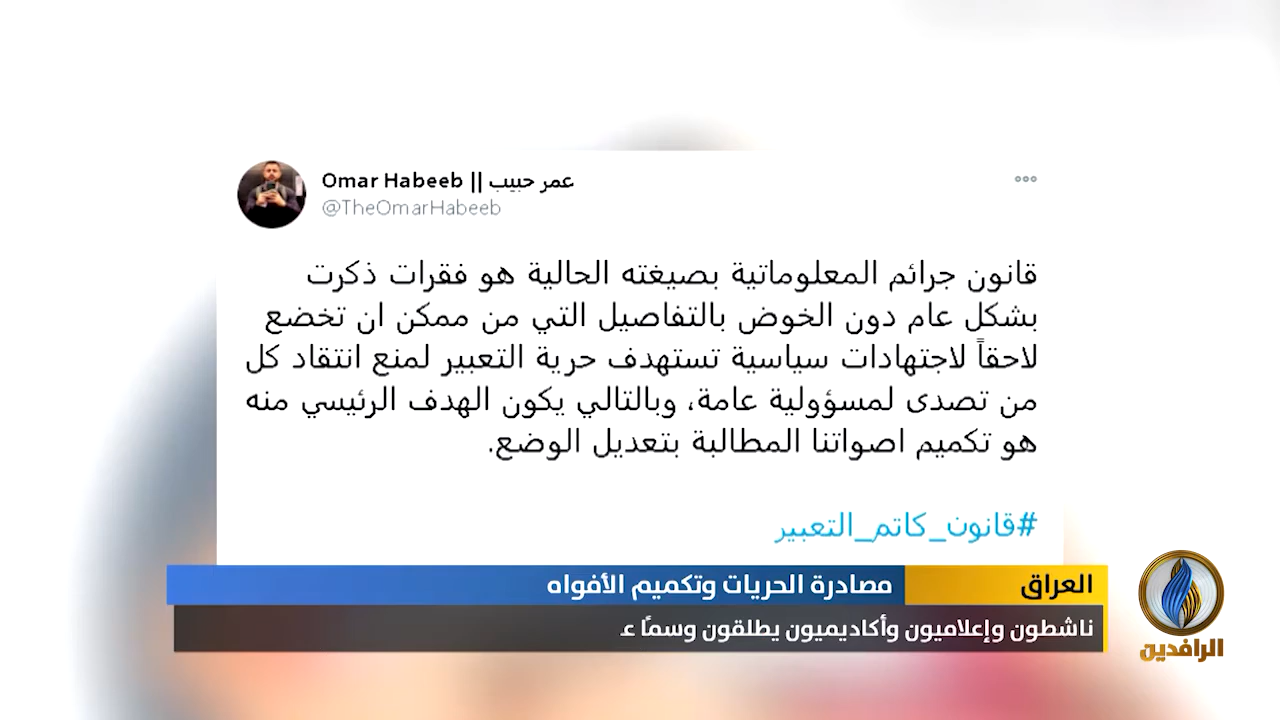 Omar Habeeb || عمر حبيب
@TheOmarHabeeb
قانون جرائم المعلوماتية بصيغته الحالية هو فقرات ذكرت
بشكل عام دون الخوض بالتفاصيل التي من ممكن ان تخضع
لاحقاً لاجتهادات سياسية تستهدف حرية التعبير لمنع انتقاد كل
من تصدى لمسؤولية عامة، وبالتالي يكون الهدف الرئيسي منه
هو تكميم اصواتنا المطالبة بتعديل الوضع.
#قانون_كاتم_التعبير
العراق
مصادرة الحريات وتكميم الأفواه
ناشطون وإعلاميون وأكاديميون يطلقون وسمًا عـ
الرافدين